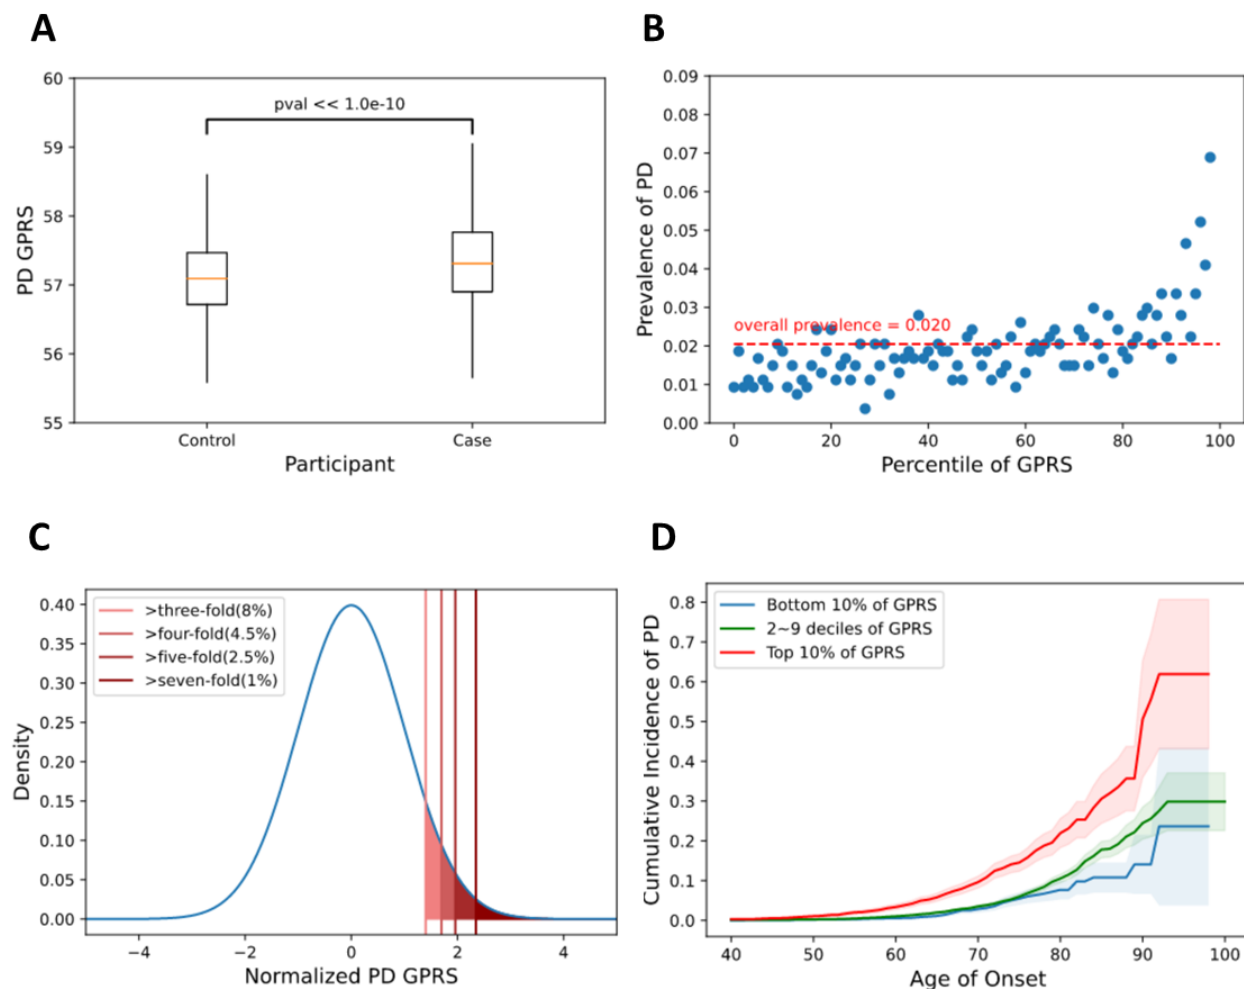 A
60
59
58
57
56
55
PD GPRS
pval << 1.0e-10
Control
Case
Participant
B
0.09
0.08
0.07
0.06
0.05
0.04
0.03
0.02
0.01
0.00
Prevalence of PD
overall prevalence = 0.020
0
20
40
60
80
100
Percentile of GPRS
C
0.40
0.35
0.30
0.25
0.20
0.15
0.10
0.05
0.00
Density
>three-fold(8%)
>four-fold(4.5%)
>five-fold(2.5%)
>seven-fold(1%)
−4
−2
0
2
4
Normalized PD GPRS
D
0.8
0.7
0.6
0.5
0.4
0.3
0.2
0.1
0.0
Cumulative Incidence of PD
Bottom 10% of GPRS
2~9 deciles of GPRS
Top 10% of GPRS
40
50
60
70
80
90
100
Age of Onset